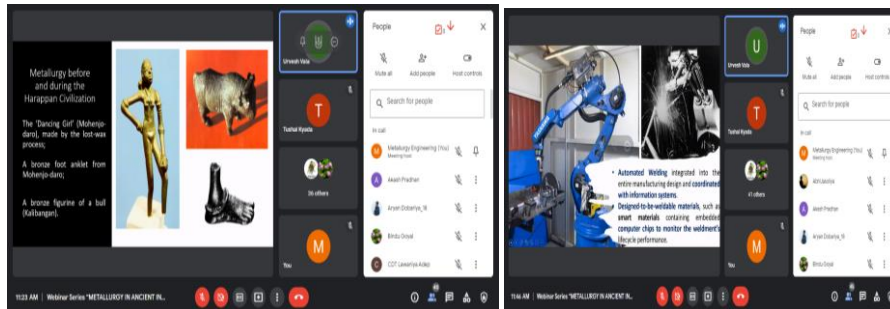 Metallurgy before
and during the
Harappan Civilization
The 'Dancing Girl' (Mohenjo-
daro), made by the lost-wax
process;
A bronze foot anklet from
Mohenjo-daro;
A bronze figurine of a bull
(Kalibangan).
Urvesh Vala
T
Tushal Kyada
36 others
M
You
People
Mute all
Add people
Host controls
Search for people
In call
M
Metallurgy Engineering (You)
Meeting host
A
Akash Pradhan
Aryan Dobariya_16
Bindu Goyal
C
11:23 AM | Webinar Series "METALLURGY IN ANCIENT IN...
• Automated Welding integrated into the
entire manufacturing design and coordinated
with information systems.
• Designed-to-be-weldable materials, such as
smart materials containing embedded
computer chips to monitor the weldment's
lifecycle performance.
U
Urvesh Vala
T
Tushal Kyada
41 others
M
You
People
Mute all
Add people
Host controls
Search for people
In call
M
Metallurgy Engineering (You)
Meeting host
A
Akash Pradhan
Aryan Dobariya_16
Bindu Goyal
11:46 AM | Webinar Series "METALLURGY IN ANCIENT IN...